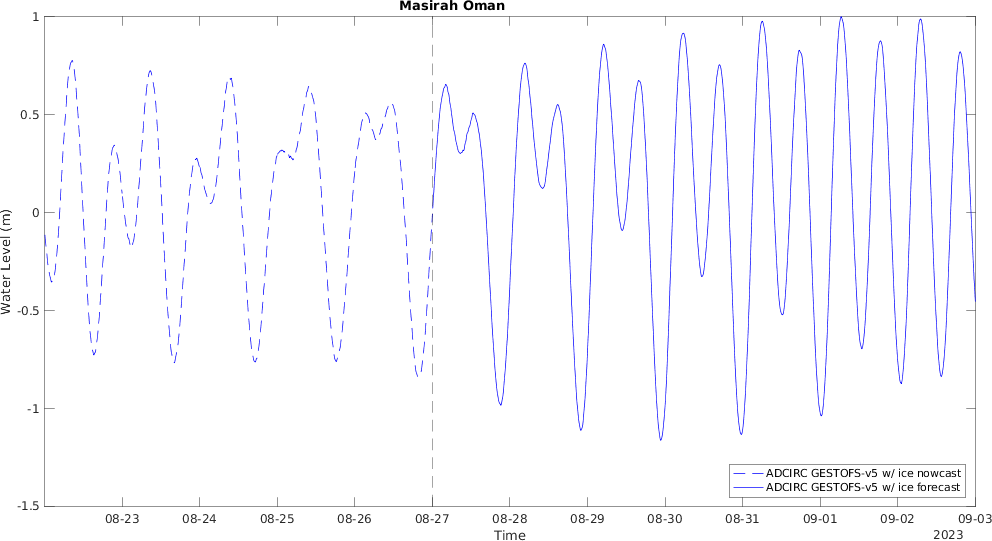 Masirah Oman
1
0.5
0
-0.5
-1
-1.5
Water Level (m)
ADCIRC GESTOFS-v5 w/ ice nowcast
ADCIRC GESTOFS-v5 w/ ice forecast
08-23 08-24 08-25 08-26 08-27 08-28 08-29 08-30 08-31 09-01 09-02 09-03
Time
2023